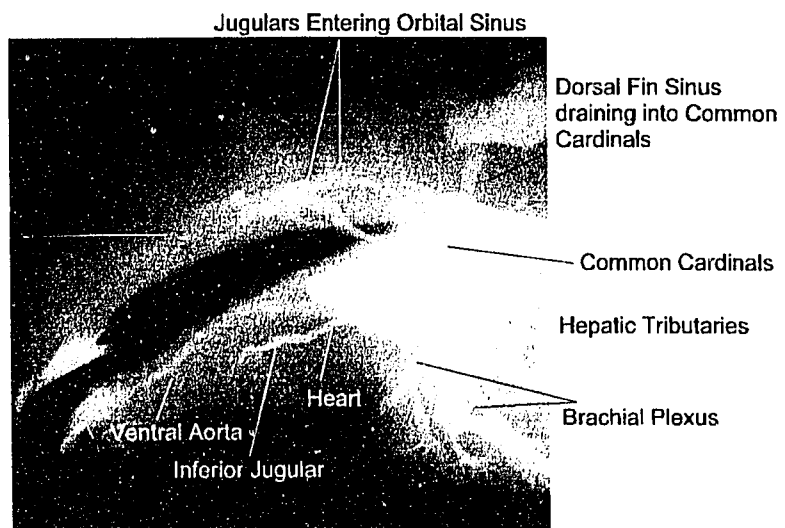 Jugulars Entering Orbital Sinus
Dorsal Fin Sinus
draining into Common
Cardinals
Common Cardinals
Hepatic Tributaries
Heart
Brachial Plexus
Ventral Aorta
Inferior Jugular